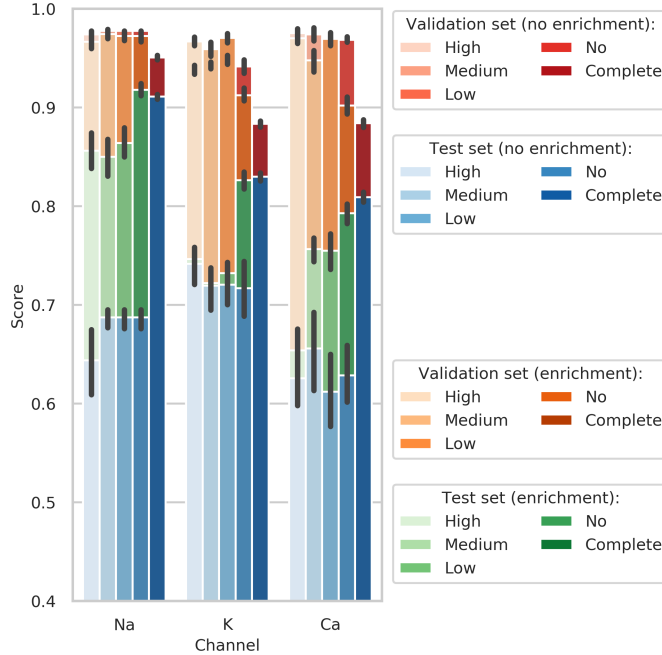 1.0
0.9
0.8
0.7
0.6
0.5
0.4
Score
Na
K
Ca
Channel
Validation set (no enrichment):
High
No
Medium
Complete
Low
Test set (no enrichment):
High
No
Medium
Complete
Low
Validation set (enrichment):
High
No
Medium
Complete
Low
Test set (enrichment):
High
No
Medium
Complete
Low